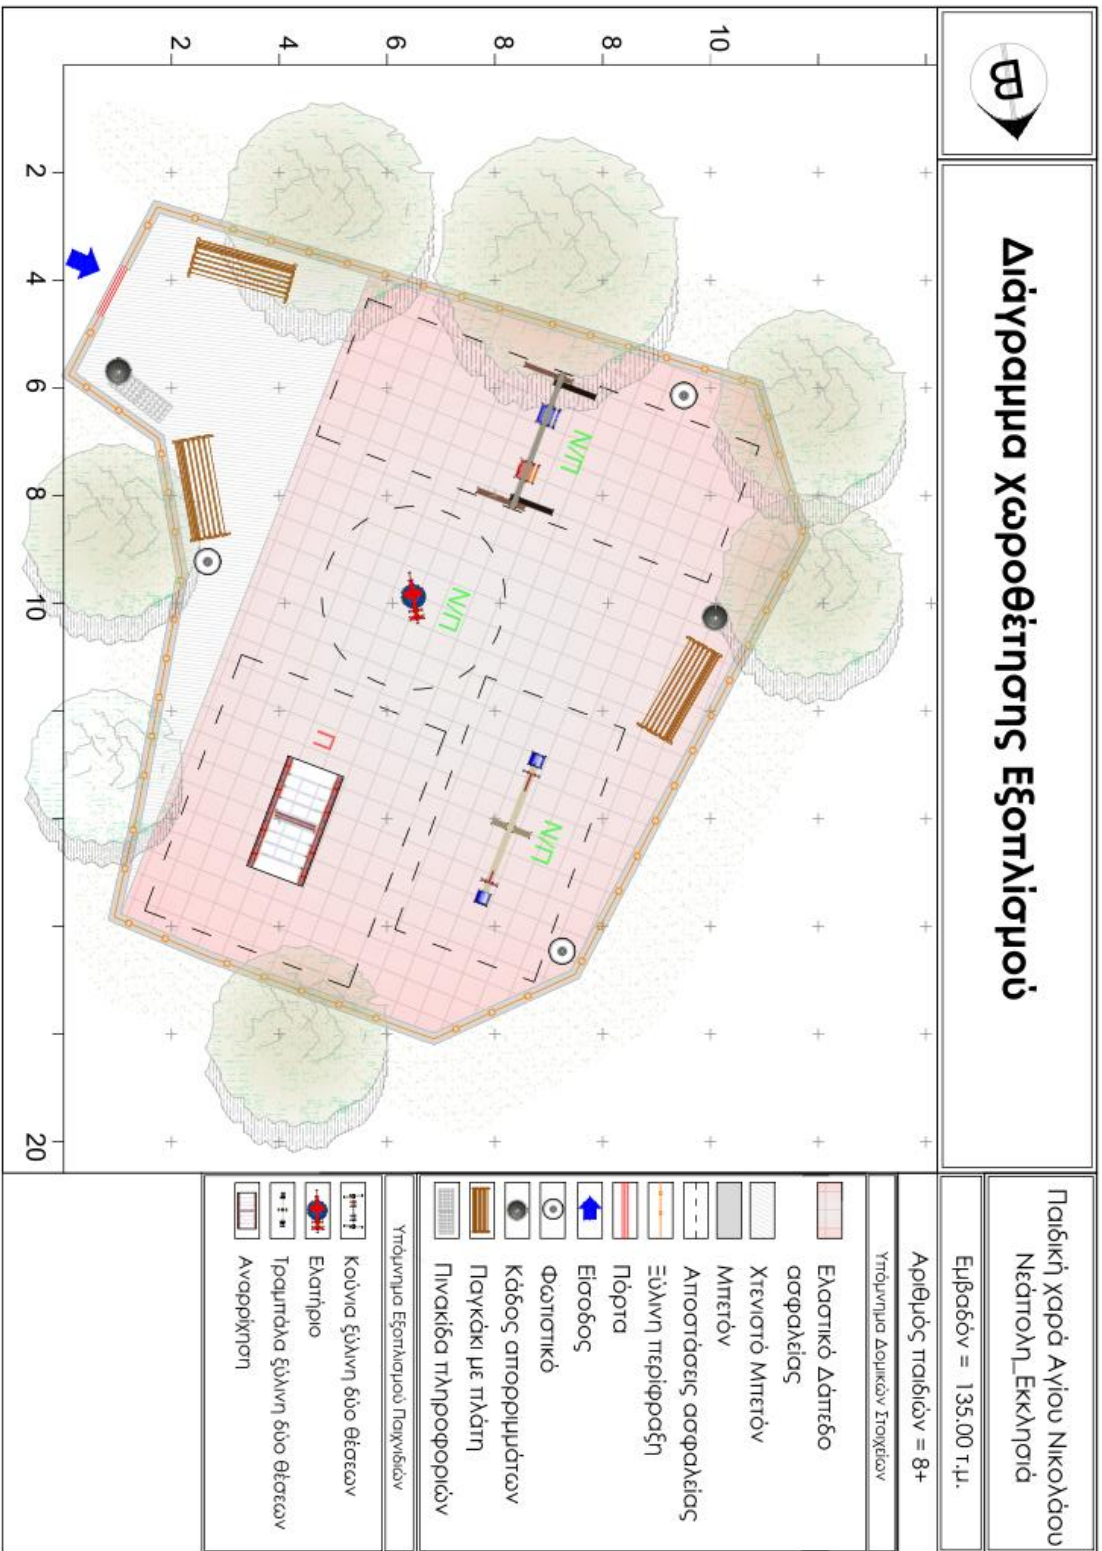 Β
Διάγραμμα χωροθέτησης Εξοπλισμού
Παιδική χαρά Αγίου Νικολάου
Νεάπολη_Εκκλησιά
Εμβαδόν = 135.00 τ.μ.
Αριθμός παιδιών = 8+
Υπόμνημα Δομικών Στοιχείων
Ελαστικό Δάπεδο
ασφαλείας
Χτενιστό Μπετόν
Μπετόν
Αποστάσεις ασφαλείας
Ξύλινη περίφραξη
Πόρτα
Είσοδος
Φωτιστικό
Κάδος απορριμμάτων
Παγκάκι με πλάτη
Πινακίδα πληροφοριών
Υπόμνημα Εξοπλισμού Παιχνιδιών
Κούνια ξύλινη δύο θέσεων
Ελατήριο
Τραμπάλα ξύλινη δύο θέσεων
Αναρρίχηση
10
8
8
6
4
2
Ν/Π
Ν/Π
Ν/Π
Π
2
4
6
8
10
20